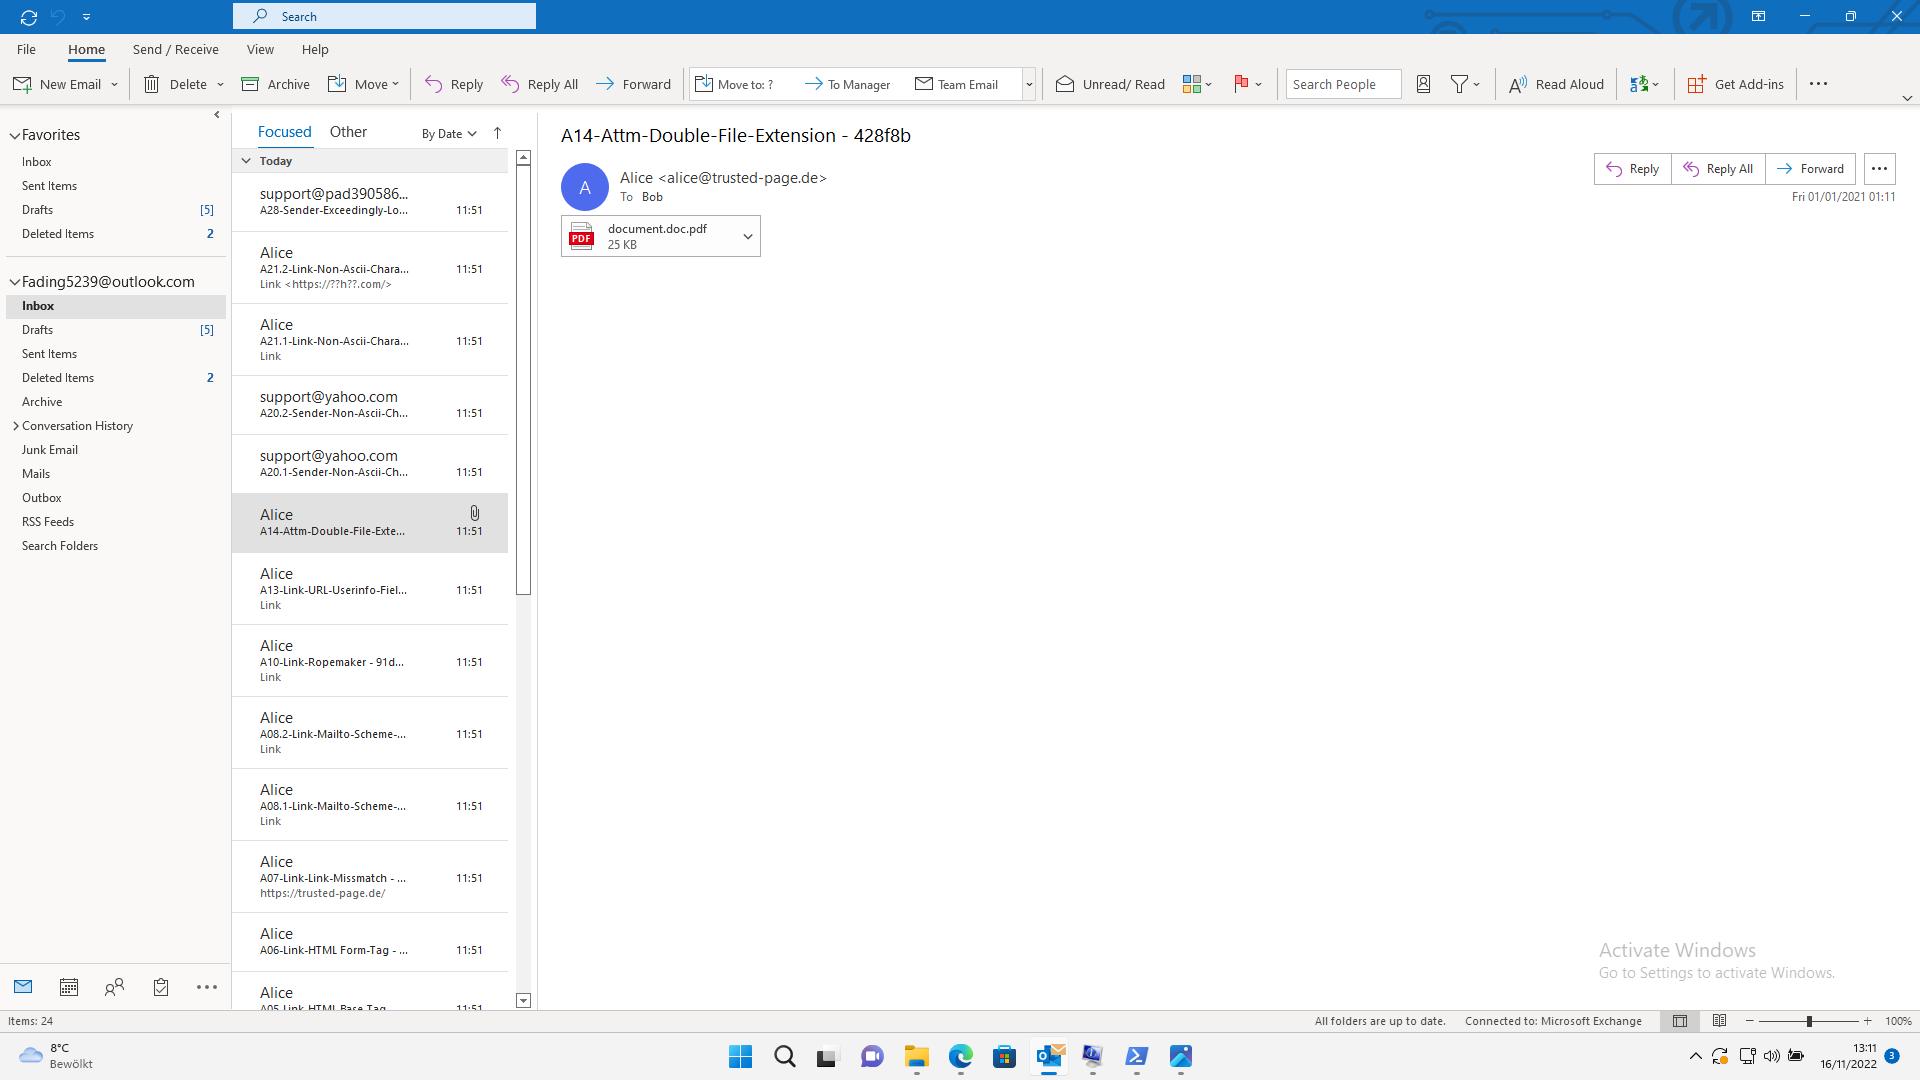 Search
File
Home
Send / Receive
View
Help
New Email
Delete
Archive
Move
Reply
Reply All
Forward
Move to: ?
To Manager
Team Email
Unread/ Read
Search People
Read Aloud
Get Add-ins
Favorites
Inbox
Sent Items
Drafts [5]
Deleted Items 2
Fading5239@outlook.com
Inbox
Drafts [5]
Sent Items
Deleted Items 2
Archive
Conversation History
Junk Email
Mails
Outbox
RSS Feeds
Search Folders
Focused Other By Date
Today
support@pad390586...
A28-Sender-Exceedingly-Lo... 11:51
Alice
A21.2-Link-Non-Ascii-Chara... 11:51
Link <https://??h??.com/>
Alice
A21.1-Link-Non-Ascii-Chara... 11:51
Link
support@yahoo.com
A20.2-Sender-Non-Ascii-Ch... 11:51
support@yahoo.com
A20.1-Sender-Non-Ascii-Ch... 11:51
Alice
A14-Attm-Double-File-Exte... 11:51
Alice
A13-Link-URL-Userinfo-Fiel... 11:51
Link
Alice
A10-Link-Ropemaker - 91d... 11:51
Link
Alice
A08.2-Link-Mailto-Scheme-... 11:51
Link
Alice
A08.1-Link-Mailto-Scheme-... 11:51
Link
Alice
A07-Link-Link-Missmatch - ... 11:51
https://trusted-page.de/
Alice
A06-Link-HTML Form-Tag - ... 11:51
Alice
A05-Link-HTML Base Tag 11:51
A14-Attm-Double-File-Extension - 428f8b
A
Alice <alice@trusted-page.de>
To Bob
Reply
Reply All
Forward
Fri 01/01/2021 01:11
PDF
document.doc.pdf
25 KB
Activate Windows
Go to Settings to activate Windows.
Items: 24
All folders are up to date.
Connected to: Microsoft Exchange
100%
8°C
Bewölkt
13:11
16/11/2022
3